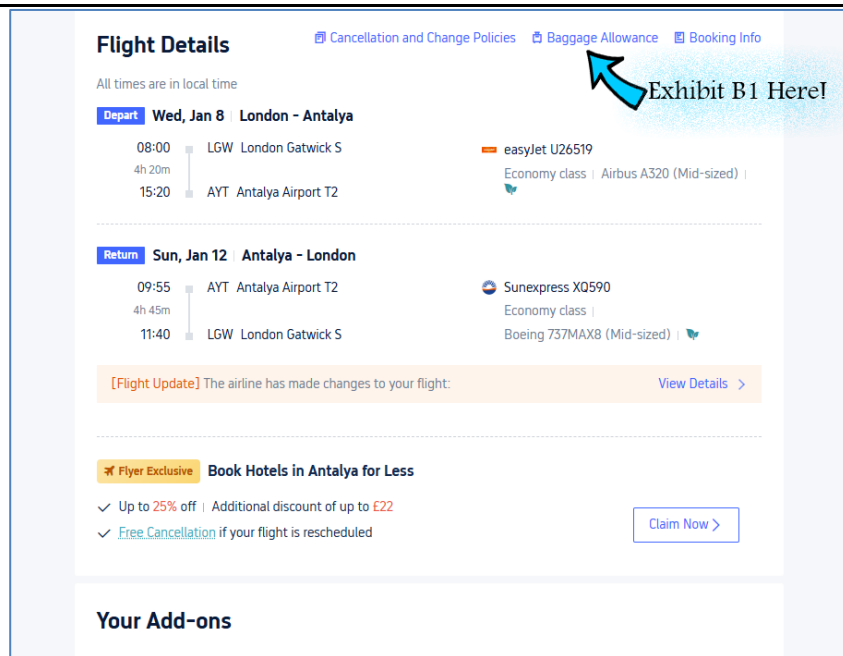 Flight Details
Cancellation and Change Policies Baggage Allowance Booking Info
Exhibit B1 Here!
All times are in local time
Depart Wed, Jan 8 | London - Antalya
08:00 LGW London Gatwick S
4h 20m
15:20 AYT Antalya Airport T2
easyJet U26519
Economy class | Airbus A320 (Mid-sized) |
Return Sun, Jan 12 | Antalya - London
09:55 AYT Antalya Airport T2
4h 45m
11:40 LGW London Gatwick S
Sunexpress XQ590
Economy class |
Boeing 737MAX8 (Mid-sized) |
[Flight Update] The airline has made changes to your flight: View Details >
Flyer Exclusive Book Hotels in Antalya for Less
Up to 25% off | Additional discount of up to £22
Free Cancellation if your flight is rescheduled
Claim Now >
Your Add-ons